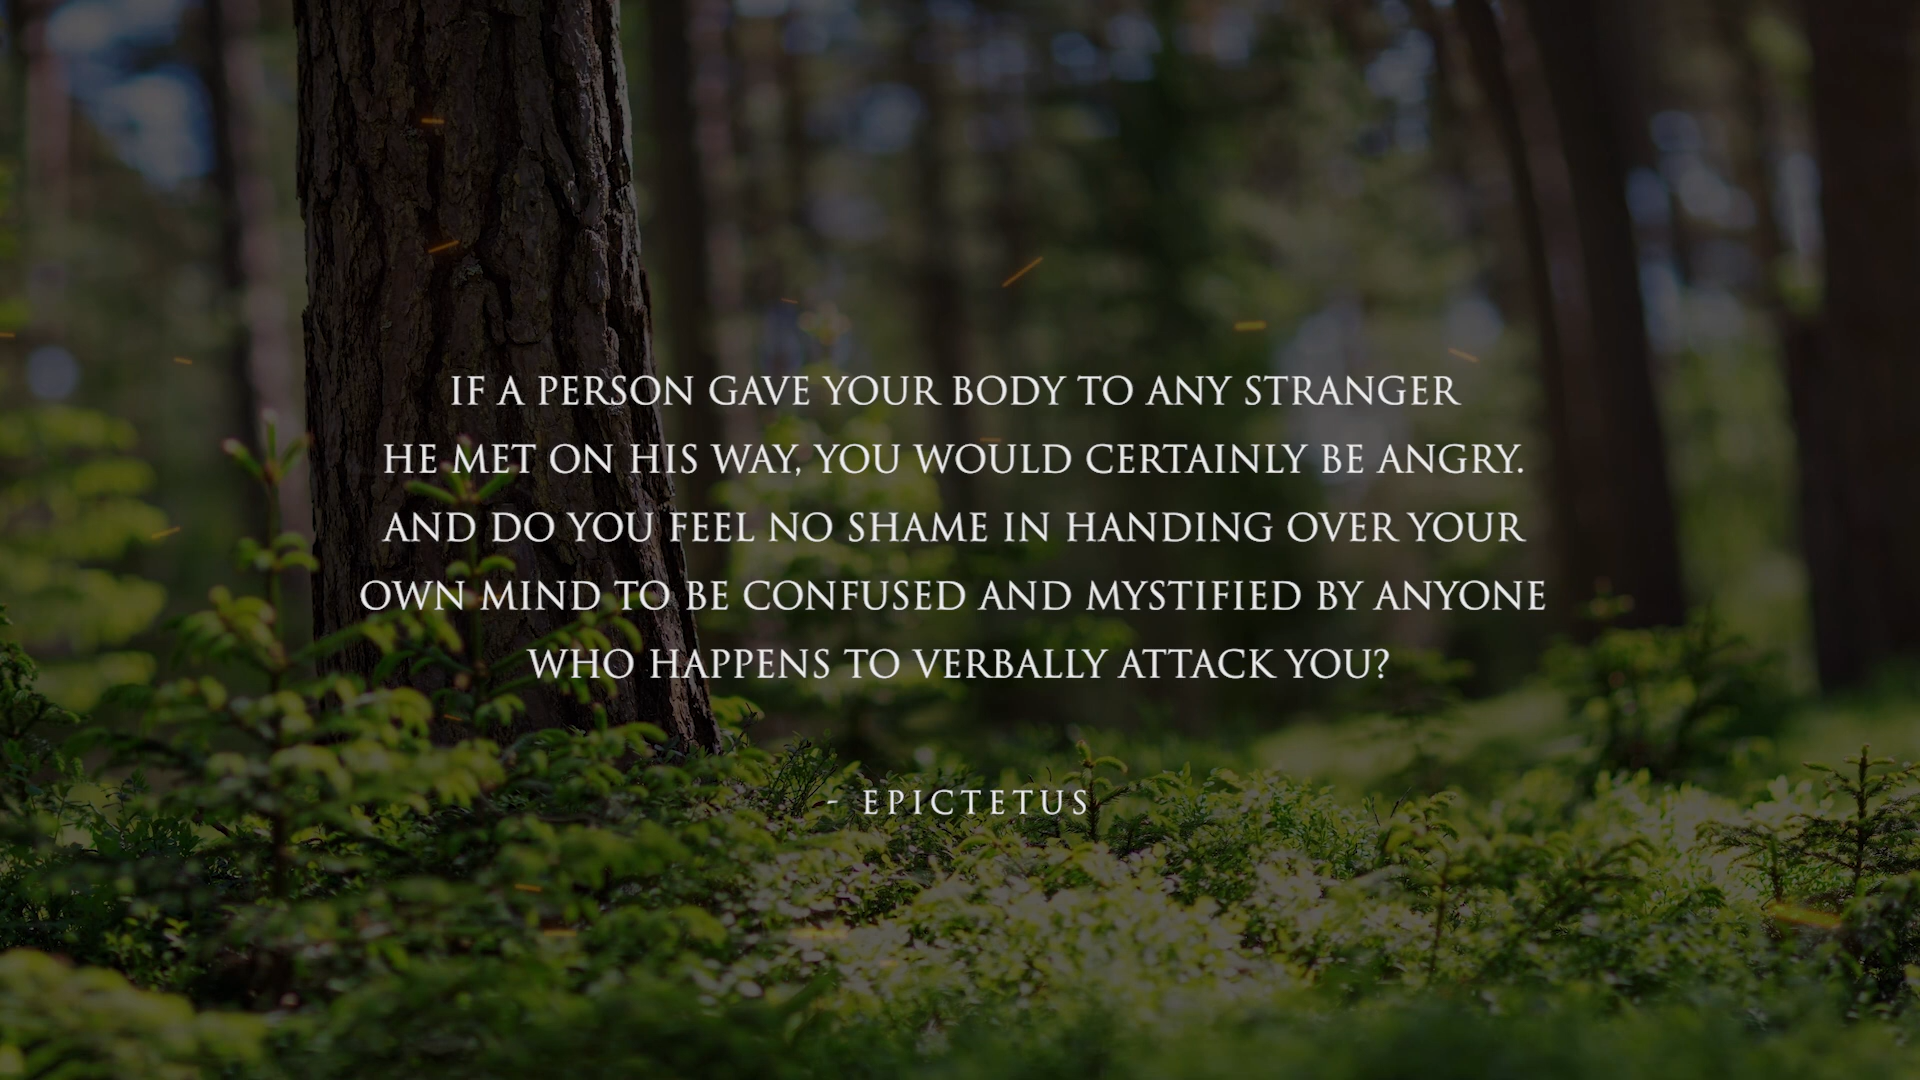 IF A PERSON GAVE YOUR BODY TO ANY STRANGER
HE MET ON HIS WAY, YOU WOULD CERTAINLY BE ANGRY.
AND DO YOU FEEL NO SHAME IN HANDING OVER YOUR
OWN MIND TO BE CONFUSED AND MYSTIFIED BY ANYONE
WHO HAPPENS TO VERBALLY ATTACK YOU?
- EPICTETUS